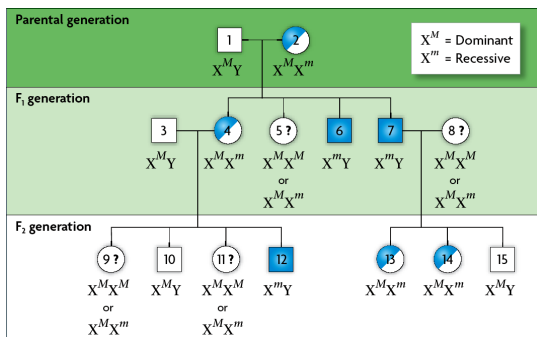 Parental generation
1 2
X^M Y X^M X^m
X^M = Dominant
X^m = Recessive
F₁ generation
3 4 5 ? 6 7 8 ?
X^M Y X^M X^m X^M X^M X^m Y X^m Y X^M X^M
or or
X^M X^m X^M X^m
F₂ generation
9 ? 10 11 ? 12 13 14 15
X^M X^M X^M Y X^M X^M X^m Y X^M X^m X^M X^m X^M Y
or or
X^M X^m X^M X^m